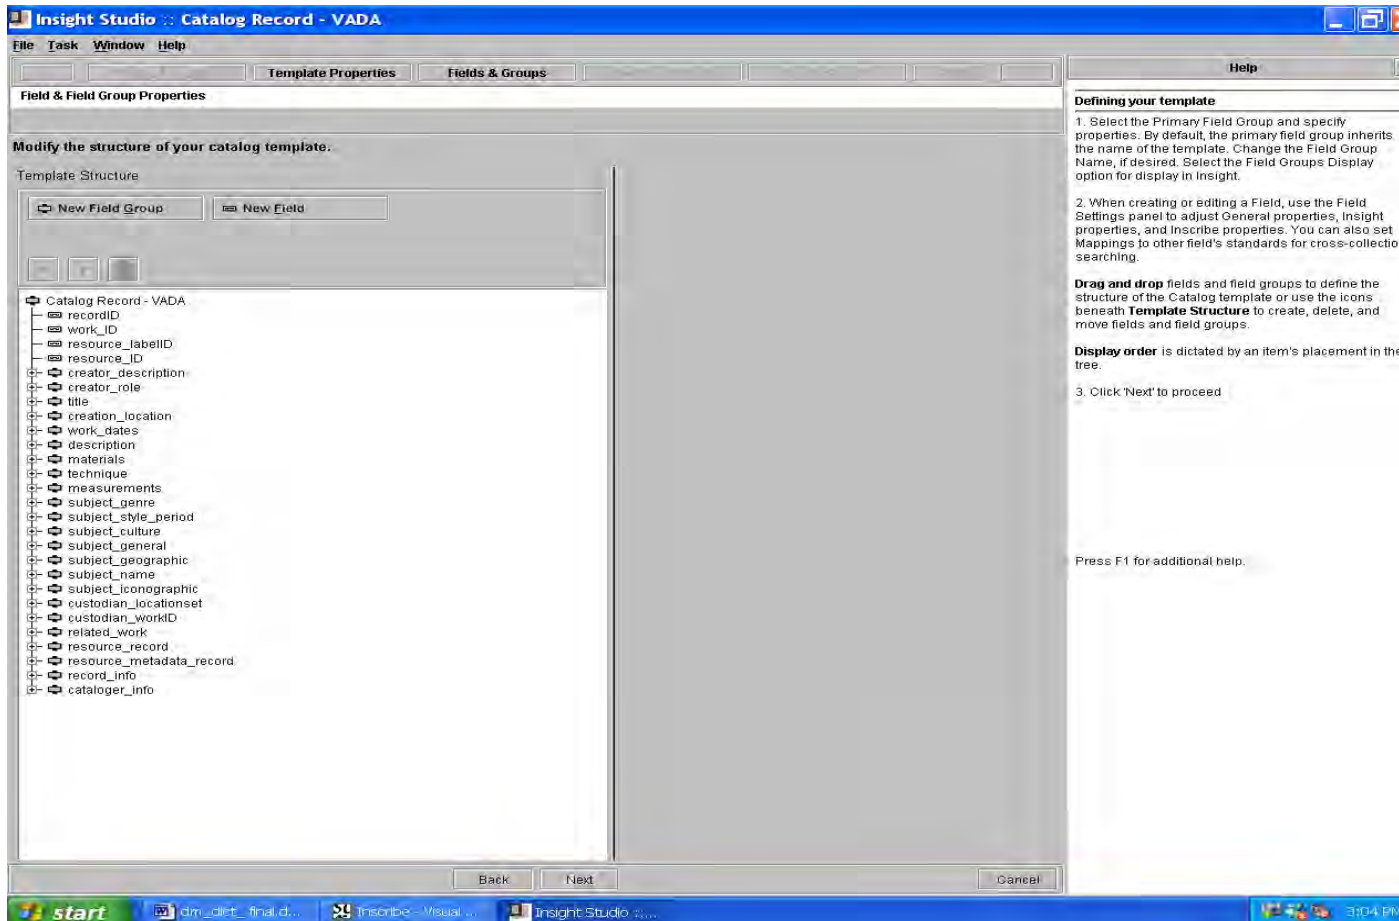 Insight Studio :: Catalog Record - VADA
File Task Window Help
Template Properties Fields & Groups
Field & Field Group Properties
Modify the structure of your catalog template.
Template Structure
New Field Group New Field
Catalog Record - VADA
recordID
work_ID
resource_labelID
resource_ID
creator_description
creator_role
title
creation_location
work_dates
description
materials
technique
measurements
subject_genre
subject_style_period
subject_culture
subject_general
subject_geographic
subject_name
subject_iconographic
custodian_locationset
custodian_workID
related_work
resource_record
resource_metadata_record
record_info
cataloger_info
Back Next Cancel
Help
Defining your template
1. Select the Primary Field Group and specify
properties. By default, the primary field group inherits
the name of the template. Change the Field Group
Name, if desired. Select the Field Groups Display
option for display in Insight.
2. When creating or editing a Field, use the Field
Settings panel to adjust General properties, Insight
properties, and Inscribe properties. You can also set
Mappings to other field's standards for cross-collectio
searching.
Drag and drop fields and field groups to define the
structure of the Catalog template or use the icons
beneath Template Structure to create, delete, and
move fields and field groups.
Display order is dictated by an item's placement in the
tree.
3. Click 'Next' to proceed
Press F1 for additional help.
start dm_dict_ final.d... Inscribe - Visual ... Insight Studio ::... 3:04 PM